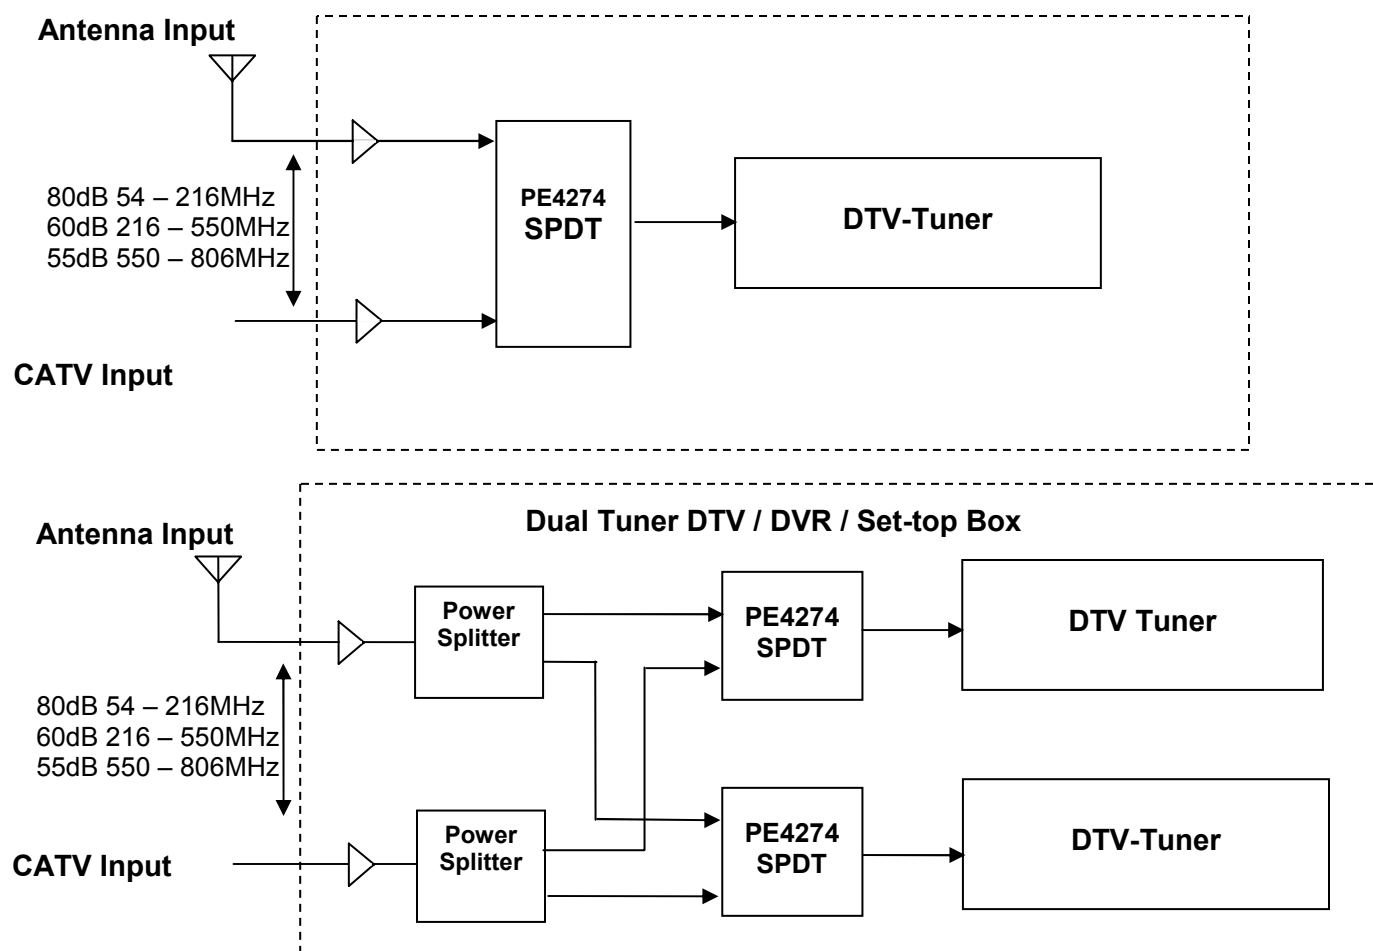 Antenna Input
80dB 54 – 216MHz
60dB 216 – 550MHz
55dB 550 – 806MHz
PE4274
SPDT
DTV-Tuner
CATV Input
Dual Tuner DTV / DVR / Set-top Box
Antenna Input
Power
Splitter
PE4274
SPDT
DTV Tuner
80dB 54 – 216MHz
60dB 216 – 550MHz
55dB 550 – 806MHz
CATV Input
Power
Splitter
PE4274
SPDT
DTV-Tuner